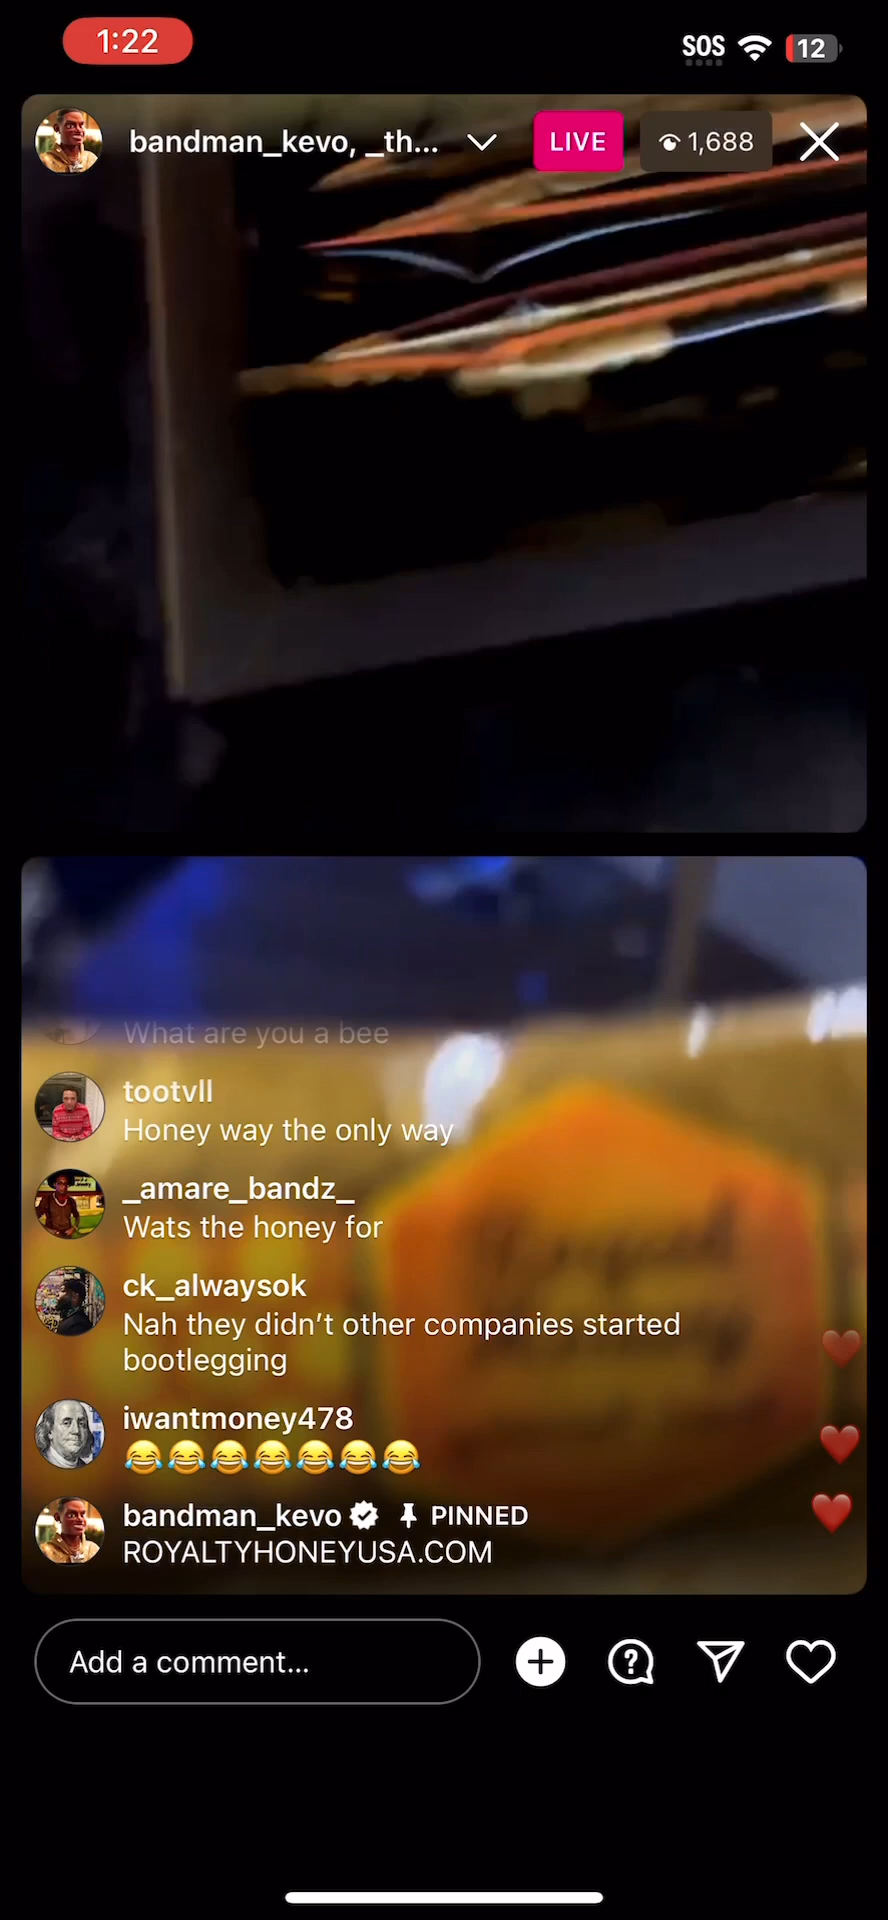 1:22
SOS
12
bandman_kevo, _th...
LIVE
1,688
What are you a bee
tootvll
Honey way the only way
_amare_bandz_
Wats the honey for
ck_alwaysok
Nah they didn’t other companies started
bootlegging
iwantmoney478
😂😂😂😂😂😂😂
bandman_kevo PINNED
ROYALTYHONEYUSA.COM
Add a comment...